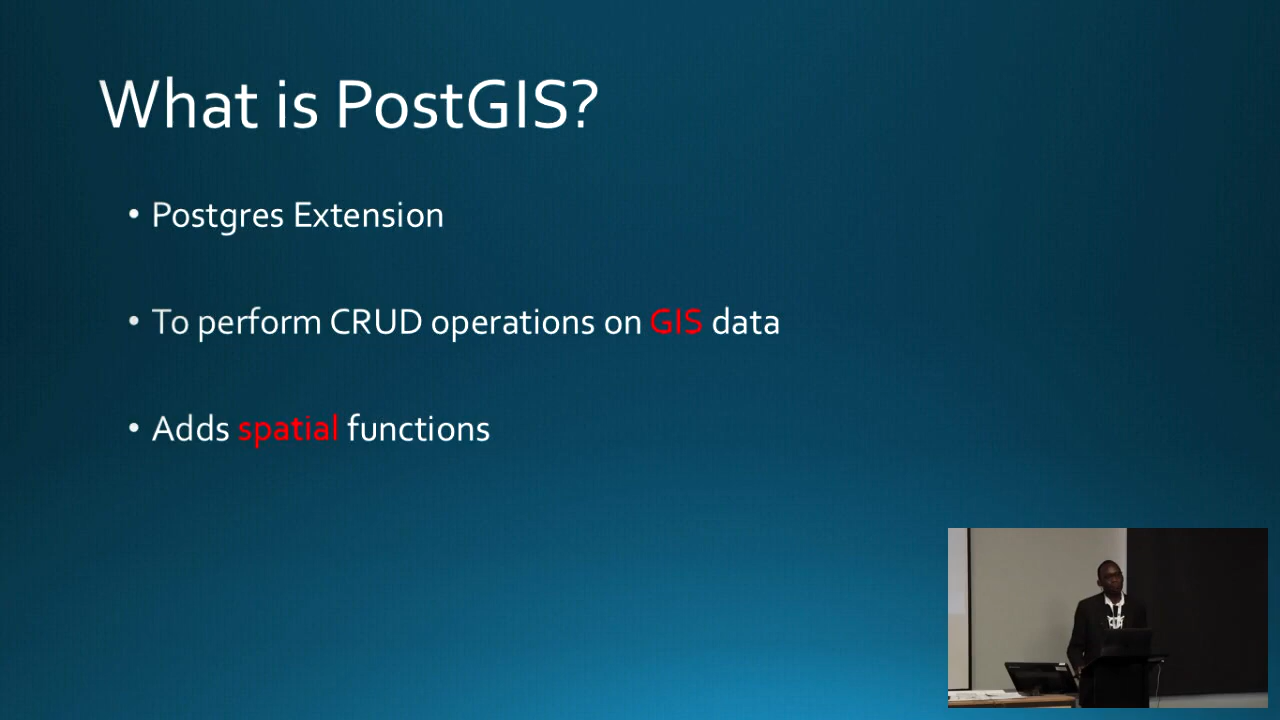 What is PostGIS?
• Postgres Extension
• To perform CRUD operations on GIS data
• Adds spatial functions